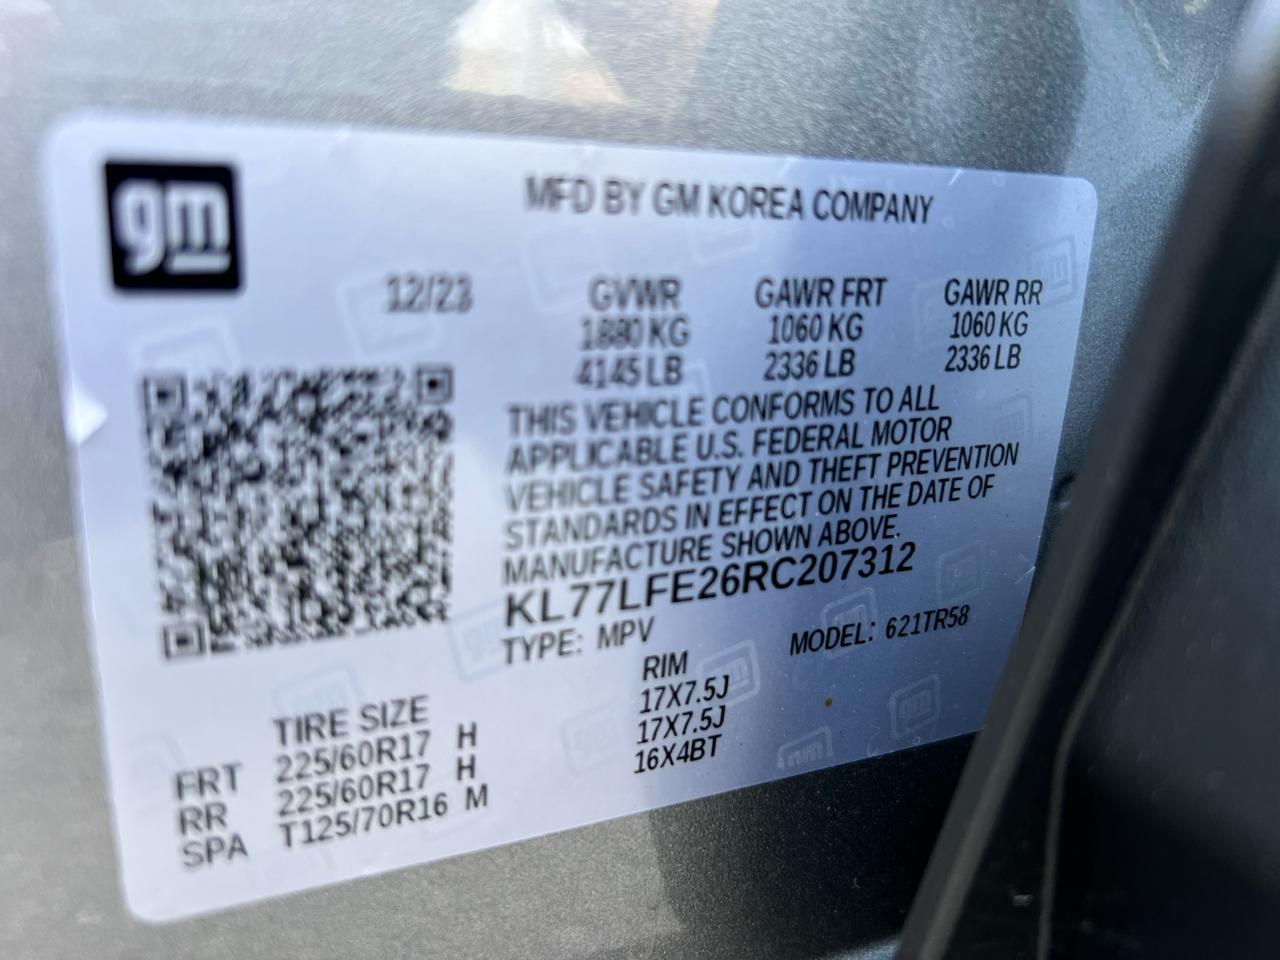 gm
MFD BY GM KOREA COMPANY
12/23 GVWR GAWR FRT GAWR RR
1880 KG 1060 KG 1060 KG
4145 LB 2336 LB 2336 LB
THIS VEHICLE CONFORMS TO ALL
APPLICABLE U.S. FEDERAL MOTOR
VEHICLE SAFETY AND THEFT PREVENTION
STANDARDS IN EFFECT ON THE DATE OF
MANUFACTURE SHOWN ABOVE.
KL77LFE26RC207312
TYPE: MPV MODEL: 621TR58
TIRE SIZE RIM
FRT 225/60R17 H 17X7.5J
RR 225/60R17 H 17X7.5J
SPA T125/70R16 M 16X4BT